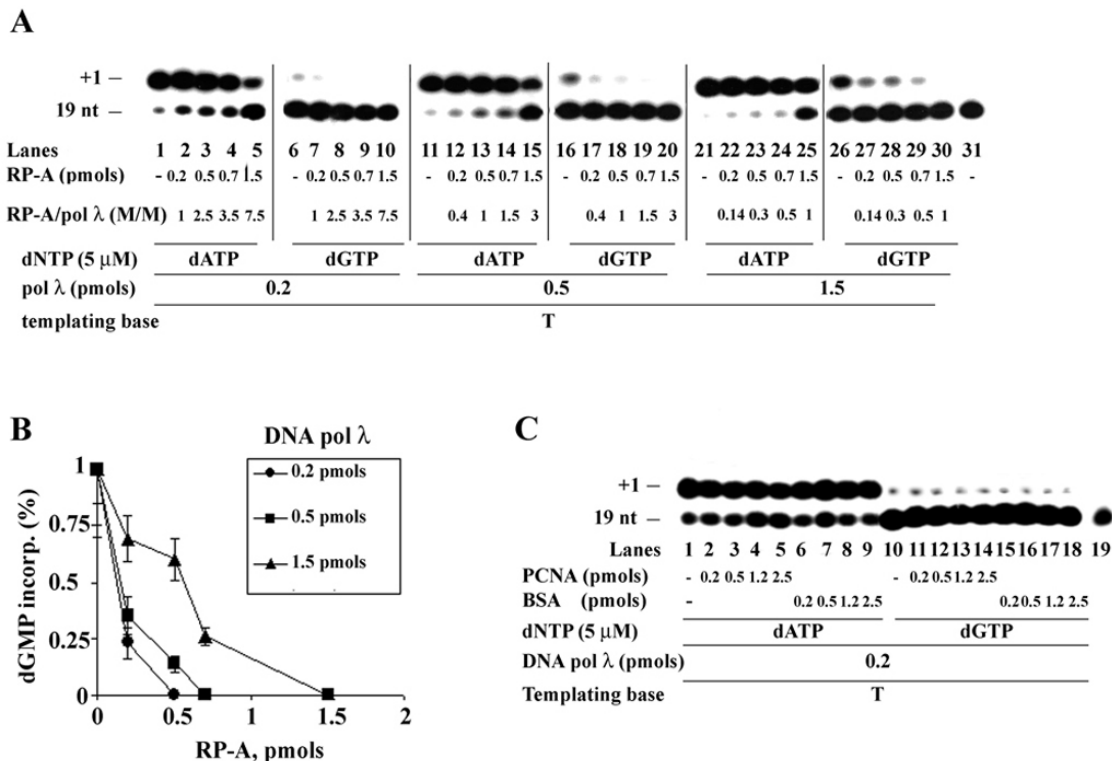 A
+1 –
19 nt –
Lanes 1 2 3 4 5 6 7 8 9 10 11 12 13 14 15 16 17 18 19 20 21 22 23 24 25 26 27 28 29 30 31
RP-A (pmols) - 0.2 0.5 0.7 1.5 - 0.2 0.5 0.7 1.5 - 0.2 0.5 0.7 1.5 - 0.2 0.5 0.7 1.5 - 0.2 0.5 0.7 1.5 - 0.2 0.5 0.7 1.5 -
RP-A/pol λ (M/M) 1 2.5 3.5 7.5 1 2.5 3.5 7.5 0.4 1 1.5 3 0.4 1 1.5 3 0.14 0.3 0.5 1 0.14 0.3 0.5 1
dNTP (5 μM) dATP dGTP dATP dGTP dATP dGTP
pol λ (pmols) 0.2 0.5 1.5
templating base T
B
DNA pol λ
0.2 pmols
0.5 pmols
1.5 pmols
dGMP incorp. (%)
1
0.75
0.5
0.25
0
0 0.5 1 1.5 2
RP-A, pmols
C
+1 –
19 nt –
Lanes 1 2 3 4 5 6 7 8 9 10 11 12 13 14 15 16 17 18 19
PCNA (pmols) - 0.2 0.5 1.2 2.5 - 0.2 0.5 1.2 2.5
BSA (pmols) - 0.2 0.5 1.2 2.5 0.2 0.5 1.2 2.5
dNTP (5 μM) dATP dGTP
DNA pol λ (pmols) 0.2
Templating base T